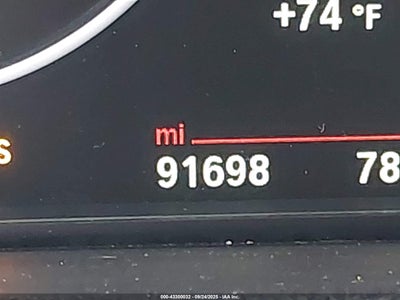 +74 °F
S
mi
91698 78
000-43300032 - 09/24/2025 - IAA Inc.